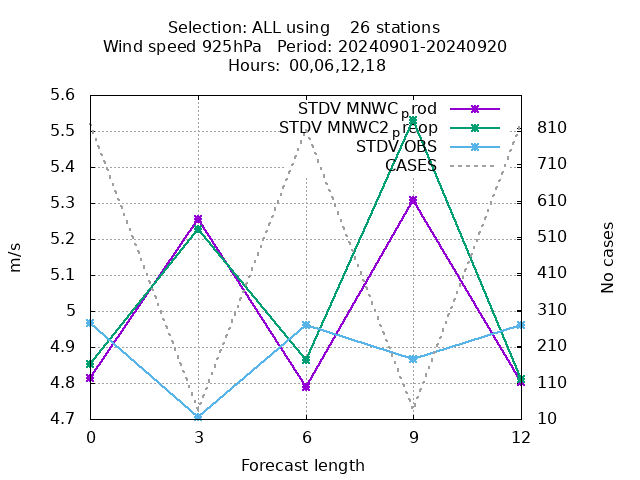 Selection: ALL using 26 stations
Wind speed 925hPa Period: 20240901-20240920
Hours: 00,06,12,18
STDV MNWCprod
STDV MNWC2preop
STDV OBS
CASES
5.6
5.5
5.4
5.3
5.2
5.1
5
4.9
4.8
4.7
810
710
610
510
410
310
210
110
10
m/s
No cases
0 3 6 9 12
Forecast length